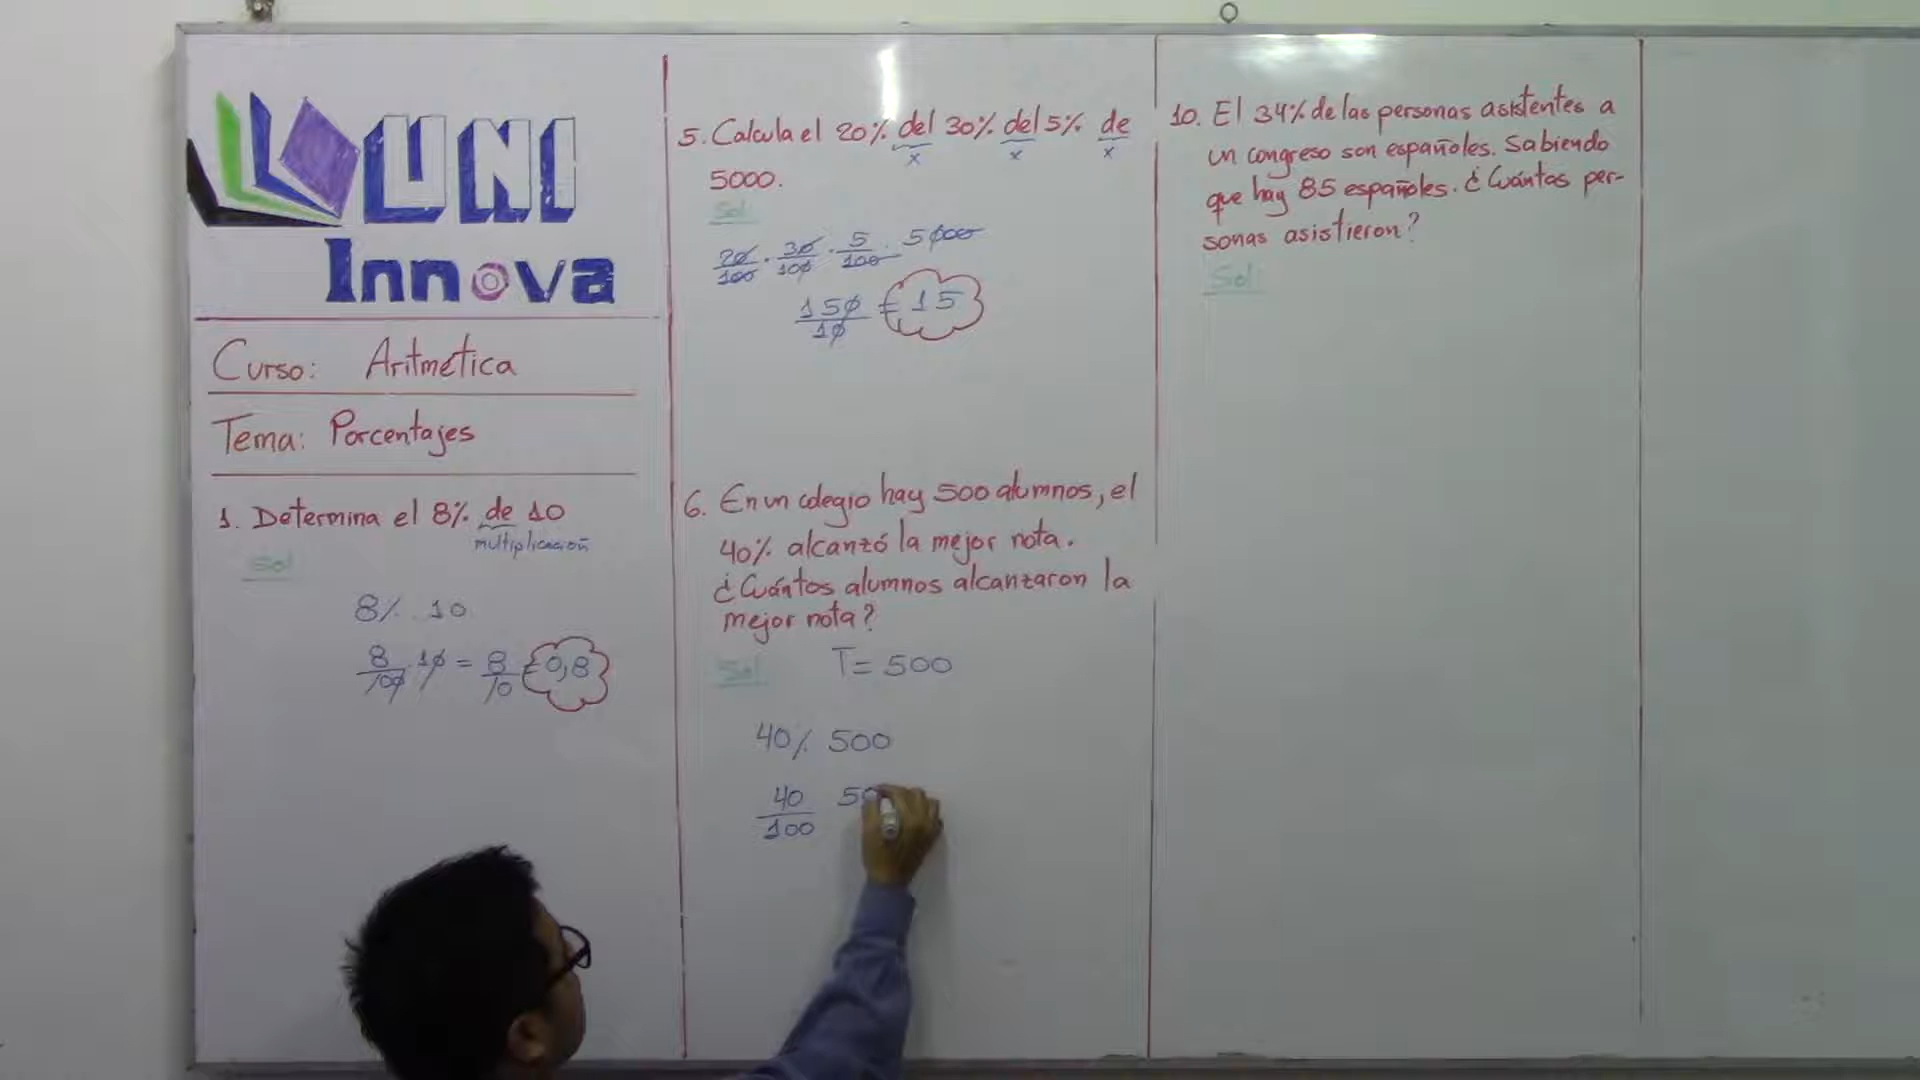 UNI
Innova
Curso: Aritmética
Tema: Porcentajes
1. Determina el 8% de 10
multiplicación
Sol
8% . 10
8/100 . 10 = 8/10 = 0,8
5. Calcula el 20% del 30% del 5% de
x x x
5000.
Sol:
20/100 . 30/100 . 5/100 . 5000
150/10 = 15
6. En un colegio hay 500 alumnos, el
40% alcanzó la mejor nota.
¿Cuántos alumnos alcanzaron la
mejor nota?
Sol: T = 500
40% 500
40/100 50
10. El 34% de las personas asistentes a
un congreso son españoles. Sabiendo
que hay 85 españoles. ¿Cuántas per-
sonas asistieron?
Sol: